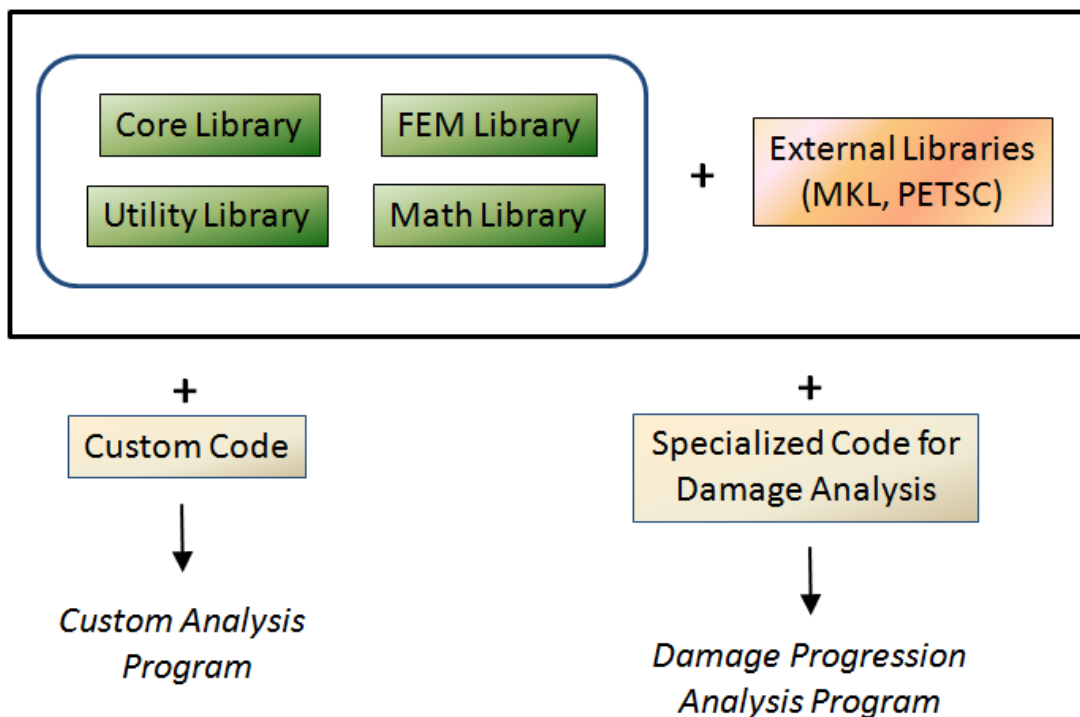 Core Library
FEM Library
Utility Library
Math Library
+
External Libraries
(MKL, PETSC)
+
Custom Code
Custom Analysis
Program
+
Specialized Code for
Damage Analysis
Damage Progression
Analysis Program